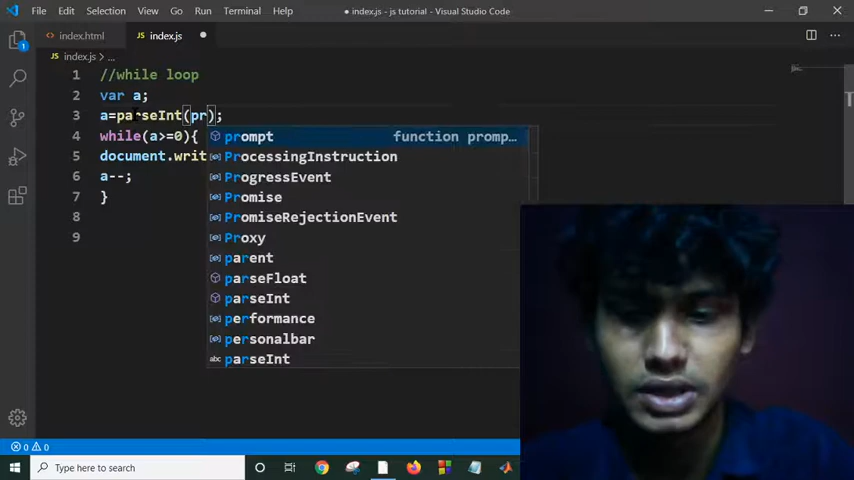 File Edit Selection View Go Run Terminal Help
● index.js - js tutorial - Visual Studio Code
index.html
index.js
index.js > ...
1 //while loop
2 var a;
3 a=parseInt(pr);
4 while(a>=0){
5 document.writ
6 a--;
7 }
8
9
prompt function promp…
ProcessingInstruction
ProgressEvent
Promise
PromiseRejectionEvent
Proxy
parent
parseFloat
parseInt
performance
personalbar
abc parseInt
1
0 0
Type here to search